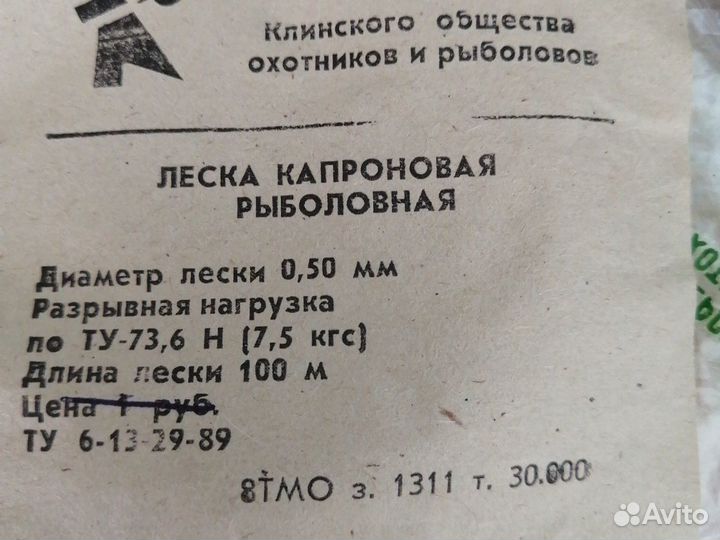 Клинского общества
охотников и рыболовов
ЛЕСКА КАПРОНОВАЯ
РЫБОЛОВНАЯ
Диаметр лески 0,50 мм
Разрывная нагрузка
по ТУ-73,6 Н (7,5 кгс)
Длина лески 100 м
Цена 1 руб.
ТУ 6-13-29-89
8ТМО з. 1311 т. 30.000
Avito